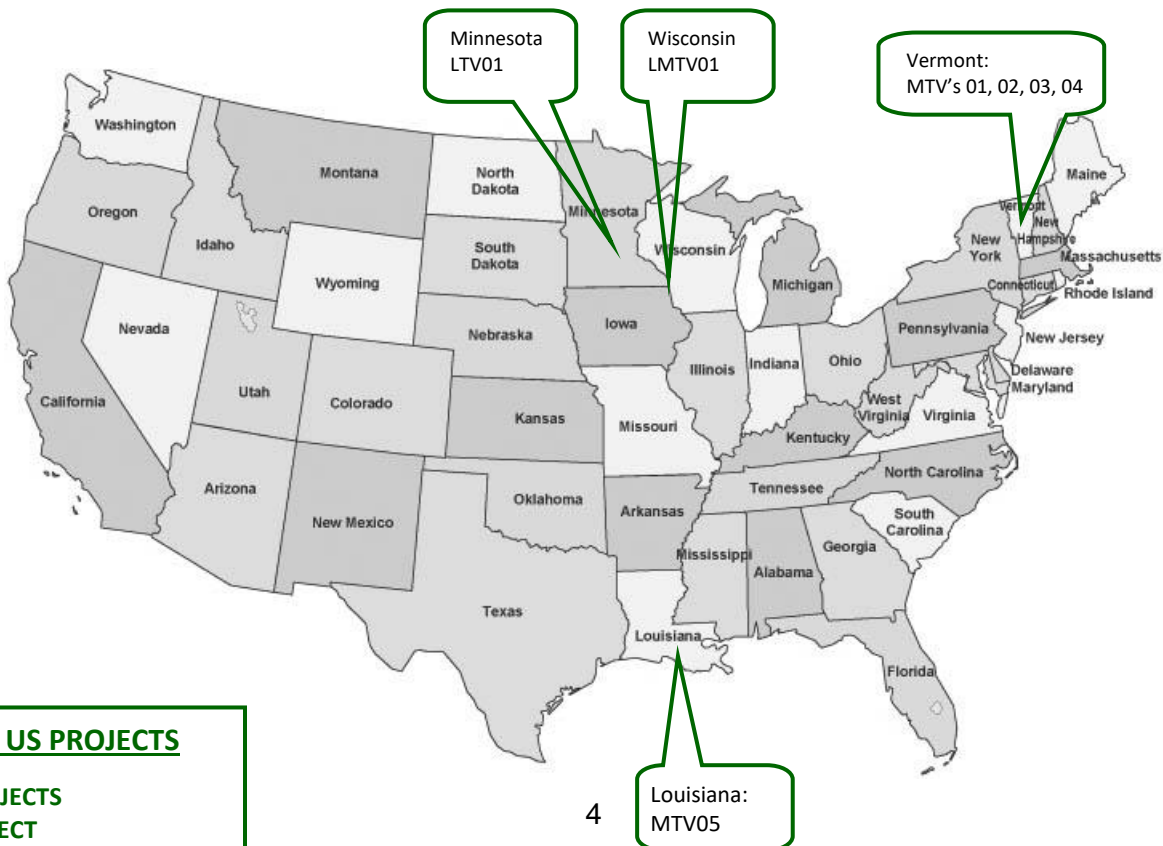 Minnesota
LTV01
Wisconsin
LMTV01
Vermont:
MTV's 01, 02, 03, 04
Washington
Montana
North
Dakota
Minnesota
Maine
Vermont
New
Hampshire
Oregon
Idaho
South
Dakota
Wisconsin
New
York
Massachusetts
Wyoming
Michigan
Connecticut
Rhode Island
Nevada
Nebraska
Iowa
Pennsylvania
New Jersey
Illinois
Indiana
Ohio
Delaware
Maryland
California
Utah
Colorado
Kansas
Missouri
West
Virginia
Virginia
Kentucky
Arizona
New Mexico
Oklahoma
Arkansas
Tennessee
North Carolina
South
Carolina
Mississippi
Alabama
Georgia
Texas
Louisiana
Florida
US PROJECTS
JECTS
ECT
4
Louisiana:
MTV05